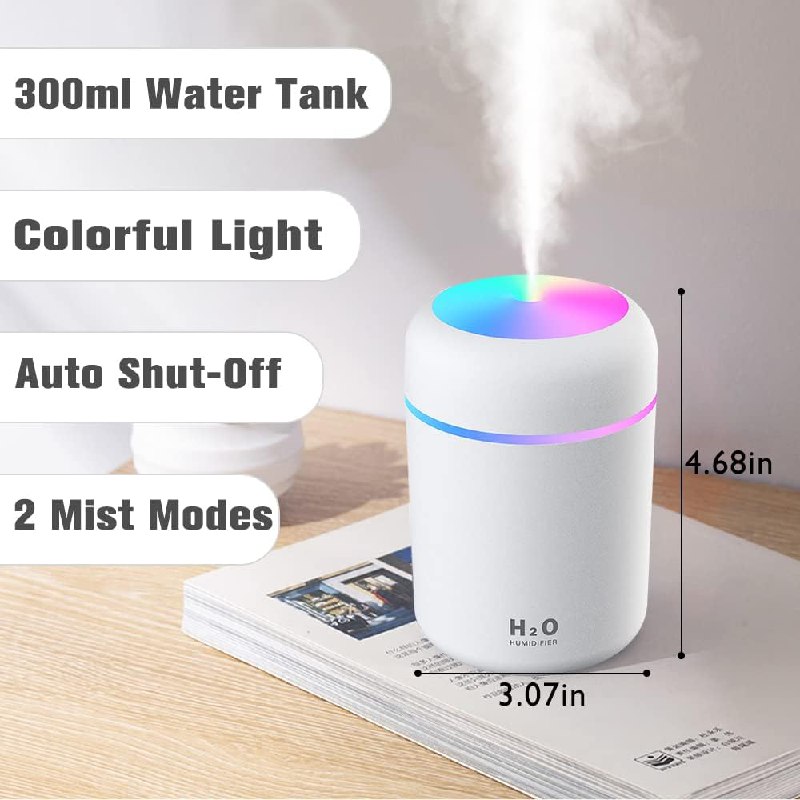 300ml Water Tank
Colorful Light
Auto Shut-Off
2 Mist Modes
4.68in
H₂O
HUMIDIFIER
3.07in